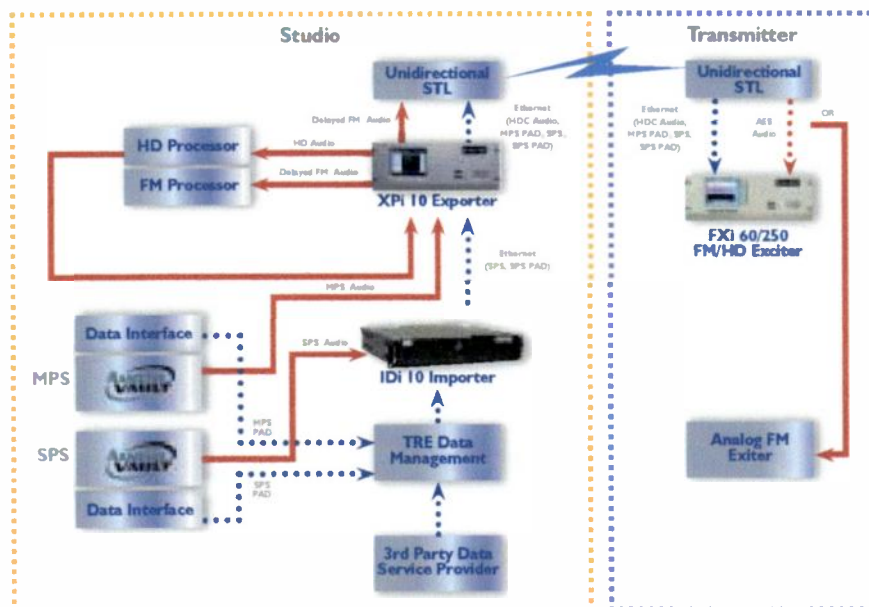 Studio
Transmitter
Unidirectional
STL
Unidirectional
STL
Delayed FM Audio
Ethernet
(HDC Audio,
MPS PAD, SPS,
SPS PAD)
Ethernet
(HDC Audio,
MPS PAD, SPS,
SPS PAD)
AES
Audio
OR
HD Processor
HD Audio
FM Processor
Delayed FM Audio
XPi 10 Exporter
FXi 60/250
FM/HD Exciter
Ethernet
(SPS, SPS PAD)
MPS Audio
Data Interface
SPS Audio
MPS
VAULT
IDi 10 Importer
MPS
PAD
SPS
VAULT
TRE Data
Management
Analog FM
Exiter
SPS
PAD
Data Interface
3rd Party Data
Service Provider